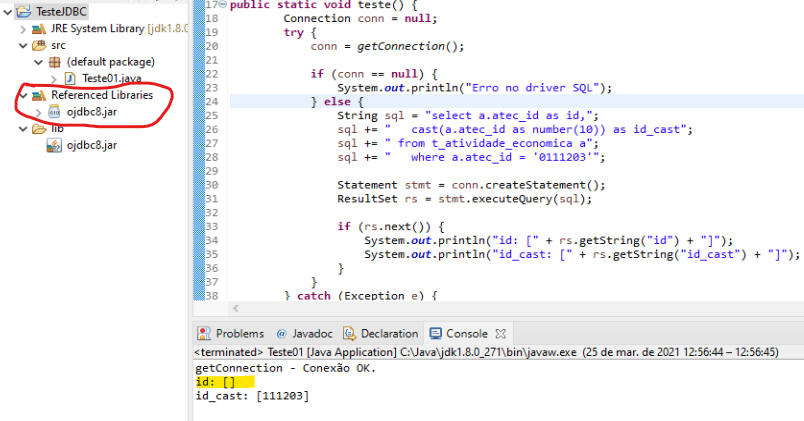 TesteJDBC
JRE System Library [jdk1.8.0
src
(default package)
Teste01.java
Referenced Libraries
ojdbc8.jar
lib
ojdbc8.jar
17 public static void teste() {
18 Connection conn = null;
19 try {
20 conn = getConnection();
21
22 if (conn == null) {
23 System.out.println("Erro no driver SQL");
24 } else {
25 String sql = "select a.atec_id as id,";
26 sql += "   cast(a.atec_id as number(10)) as id_cast";
27 sql += " from t_atividade_economica a";
28 sql += "   where a.atec_id = '0111203'";
29
30 Statement stmt = conn.createStatement();
31 ResultSet rs = stmt.executeQuery(sql);
32
33 if (rs.next()) {
34 System.out.println("id: [" + rs.getString("id") + "]");
35 System.out.println("id_cast: [" + rs.getString("id_cast") + "]");
36 }
37 }
38 } catch (Exception e) {
Problems @ Javadoc Declaration Console
<terminated> Teste01 [Java Application] C:\Java\jdk1.8.0_271\bin\javaw.exe (25 de mar. de 2021 12:56:44 – 12:56:45)
getConnection - Conexão OK.
id: []
id_cast: [111203]